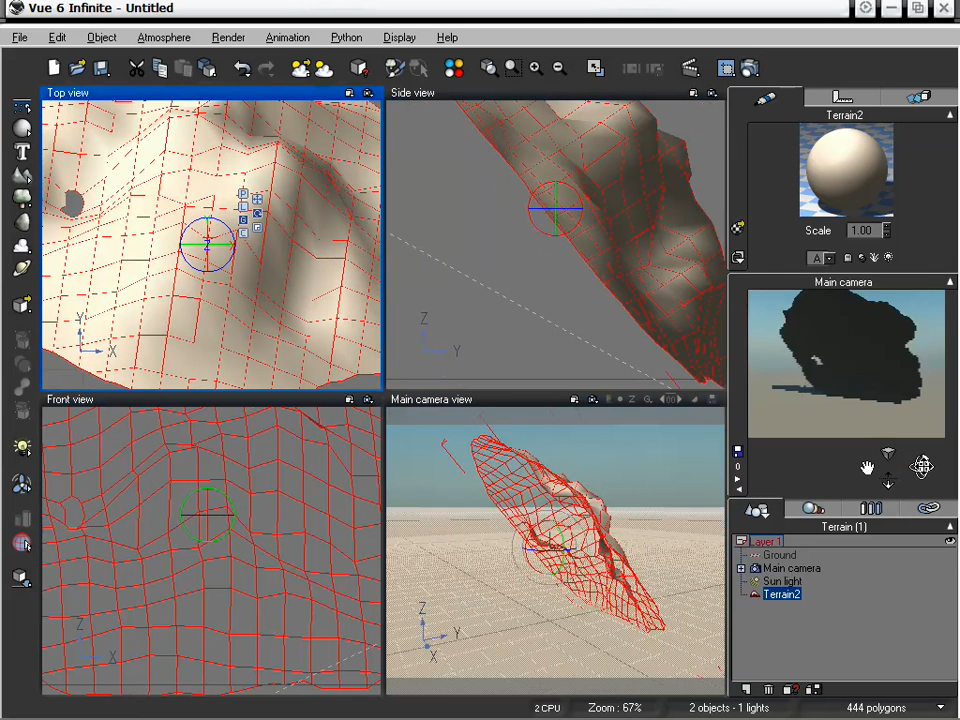 Vue 6 Infinite - Untitled
File Edit Object Atmosphere Render Animation Python Display Help
Top view
Side view
Terrain2
P
L
C
Z
Y
X
Z
Y
Scale 1.00
A
Main camera
Front view
Main camera view
Z
X
Z
Y
X
0
Terrain (1)
Layer 1
Ground
Main camera
Sun light
Terrain2
2 CPU Zoom : 67% 2 objects - 1 lights 444 polygons